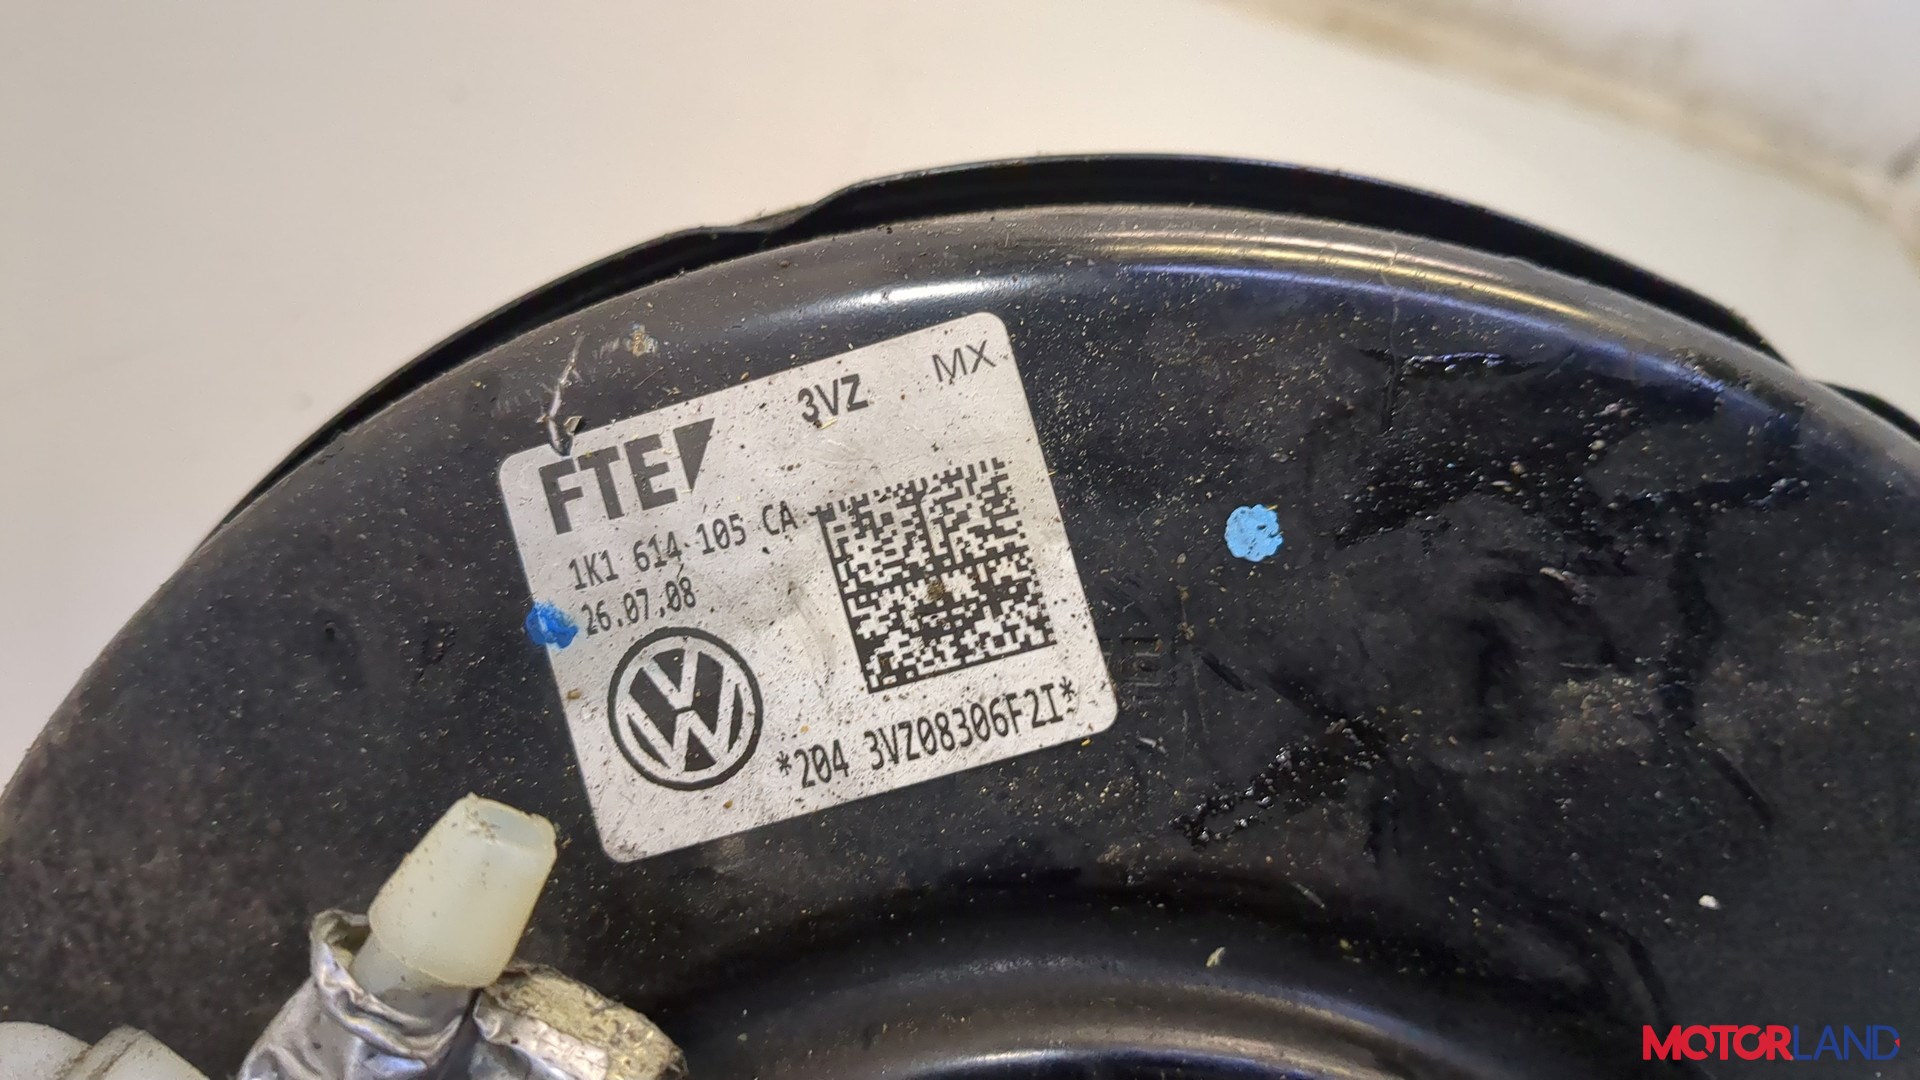 3VZ MX
FTE
1K1 614 105 CA
26.07.08
*204 3VZ08306F2I*
MOTORLAND